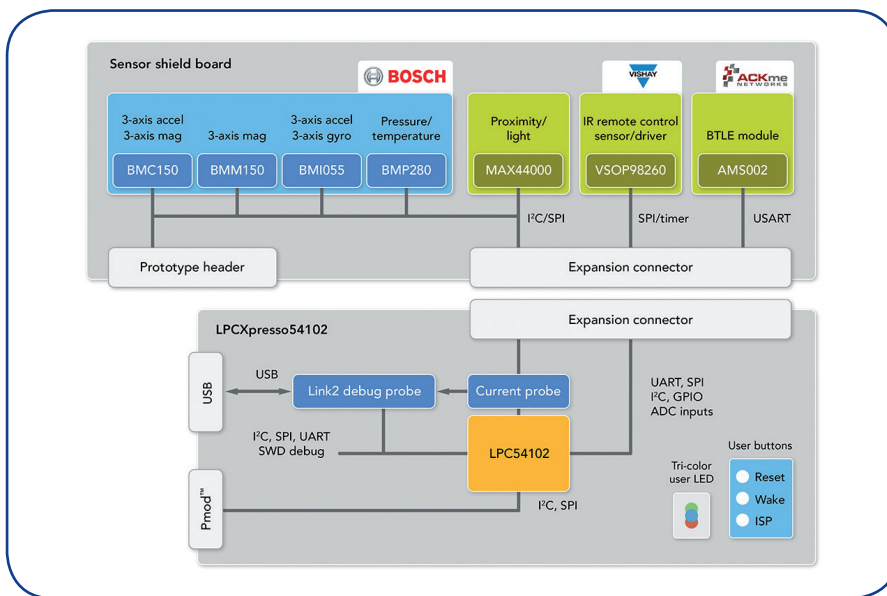 Sensor shield board
BOSCH
VISHAY
ACKme
NETWORKS
3-axis accel
3-axis mag
3-axis mag
3-axis accel
3-axis gyro
Pressure/
temperature
Proximity/
light
IR remote control
sensor/driver
BTLE module
BMC150
BMM150
BMI055
BMP280
MAX44000
VSOP98260
AMS002
I²C/SPI
SPI/timer
USART
Prototype header
Expansion connector
Expansion connector
LPCXpresso54102
USB
USB
Link2 debug probe
Current probe
UART, SPI
I²C, GPIO
ADC inputs
I²C, SPI, UART
SWD debug
LPC54102
User buttons
Tri-color
user LED
Reset
Wake
ISP
Pmod™
I²C, SPI